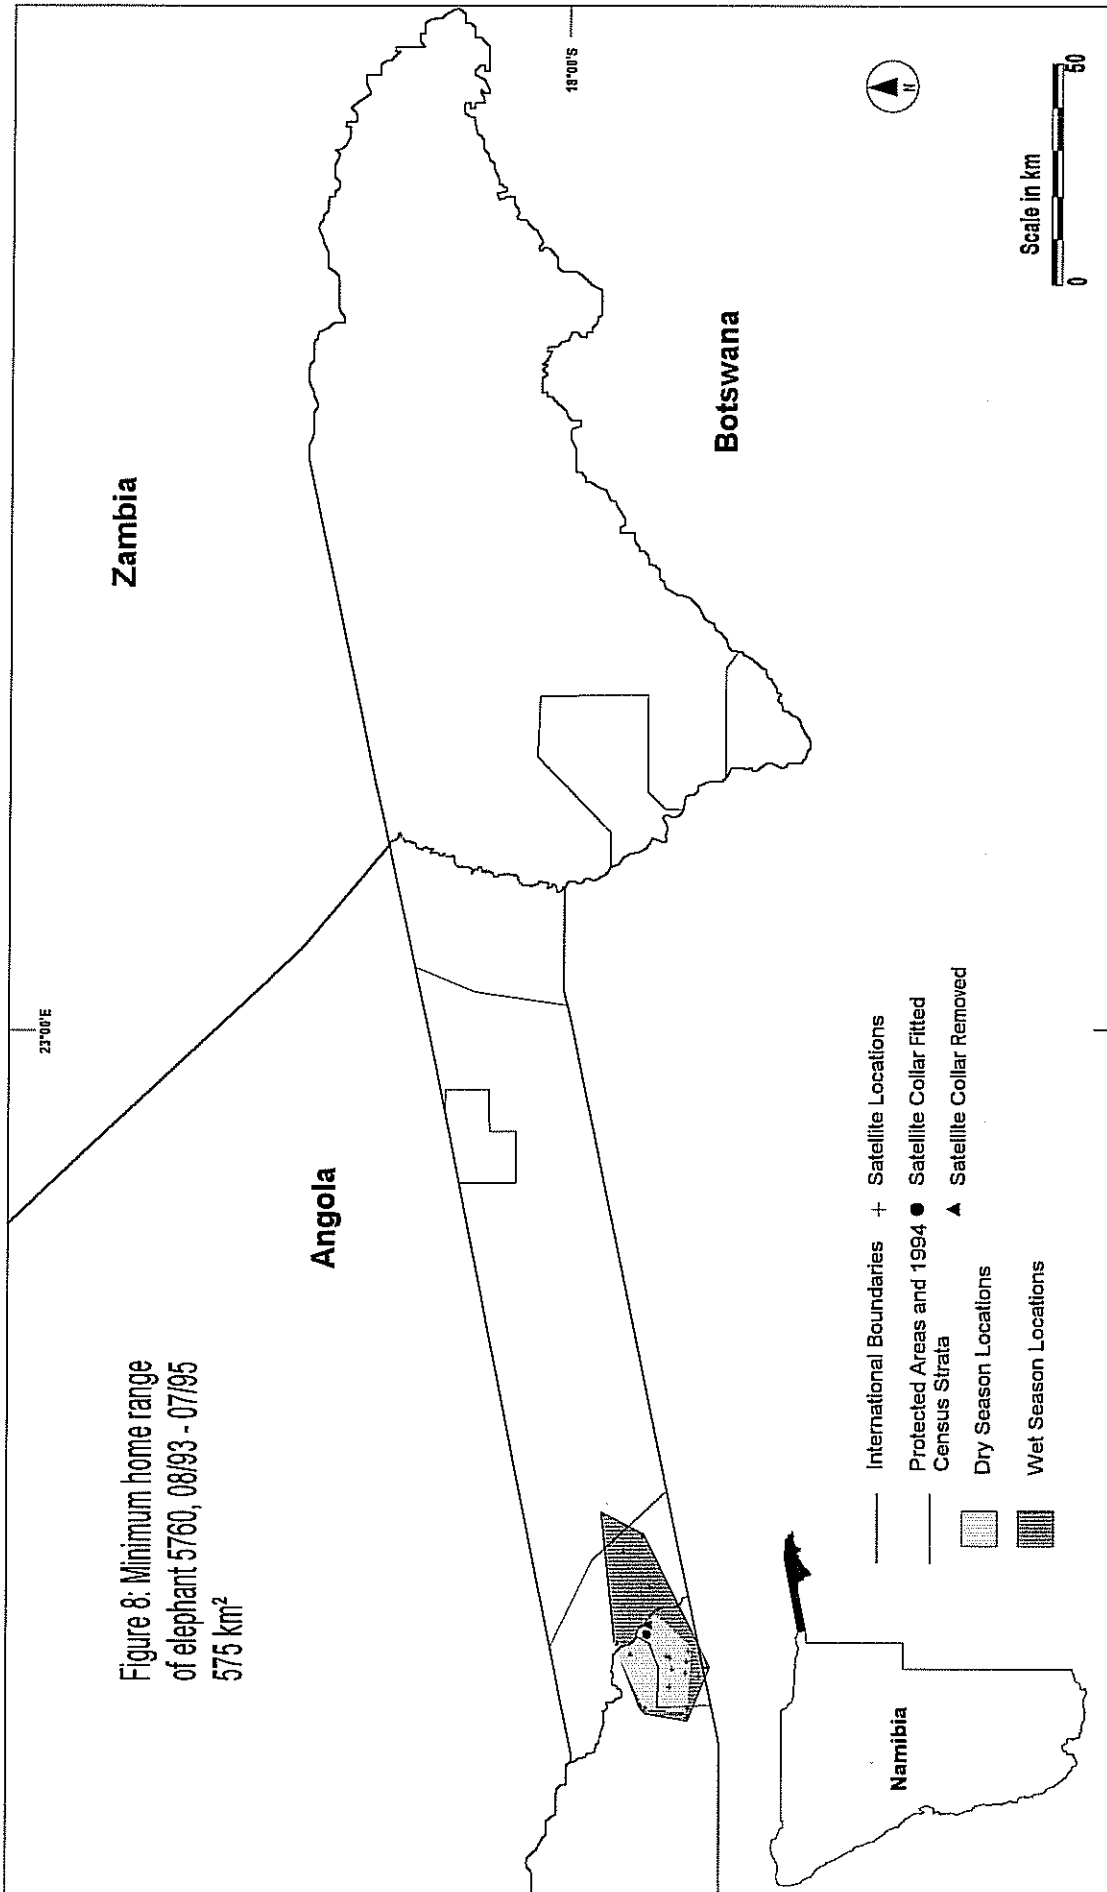 Figure 8: Minimum home range
of elephant 5760, 08/93 - 07/95
575 km²
23°00'E
Zambia
Angola
18°00'S
Botswana
Namibia
International Boundaries
Protected Areas and 1994
Census Strata
Dry Season Locations
Wet Season Locations
Satellite Locations
Satellite Collar Fitted
Satellite Collar Removed
N
Scale in km
0
50